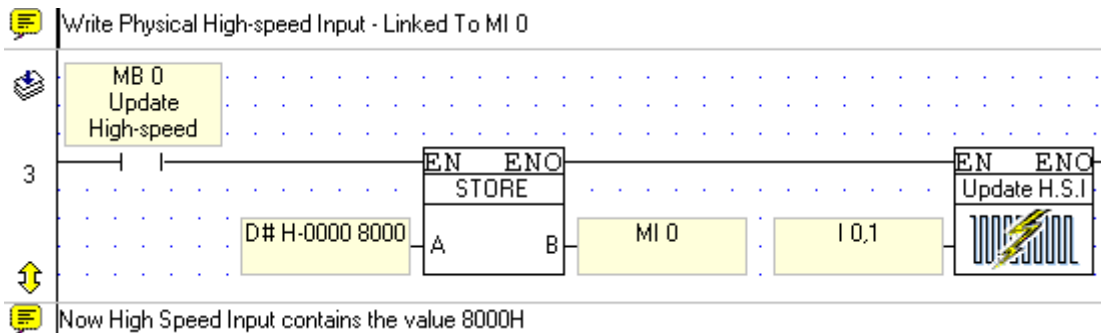 Write Physical High-speed Input - Linked To MI 0
MB 0
Update
High-speed
3
EN ENO
STORE
D# H-0000 8000
A B
MI 0
I 0,1
EN ENO
Update H.S.I
Now High Speed Input contains the value 8000H